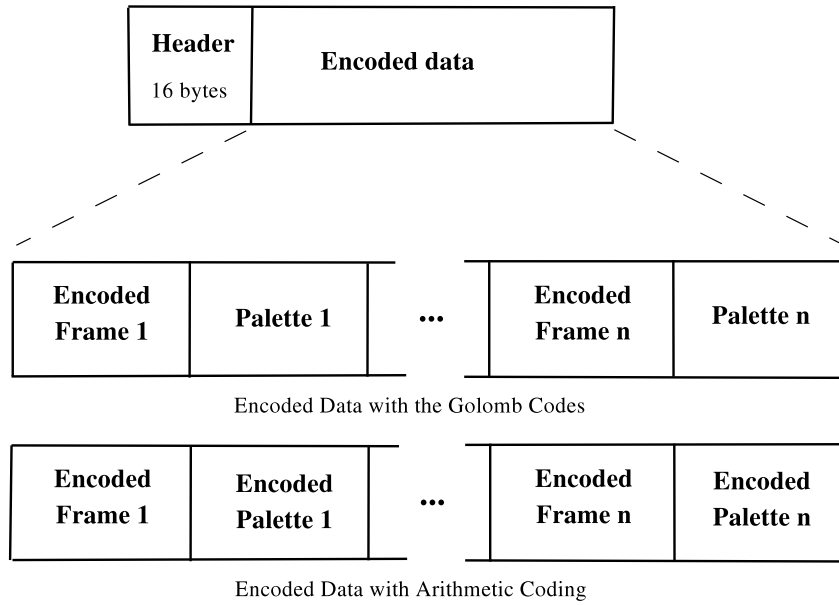 Header
16 bytes
Encoded data
Encoded
Frame 1
Palette 1
...
Encoded
Frame n
Palette n
Encoded Data with the Golomb Codes
Encoded
Frame 1
Encoded
Palette 1
...
Encoded
Frame n
Encoded
Palette n
Encoded Data with Arithmetic Coding